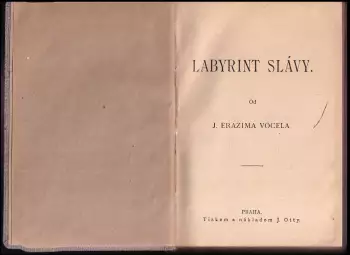 LABYRINT SLÁVY.
Od
J. ERAZIMA VOCELA
PRAHA.
Tiskem a nákladem J. Otty.